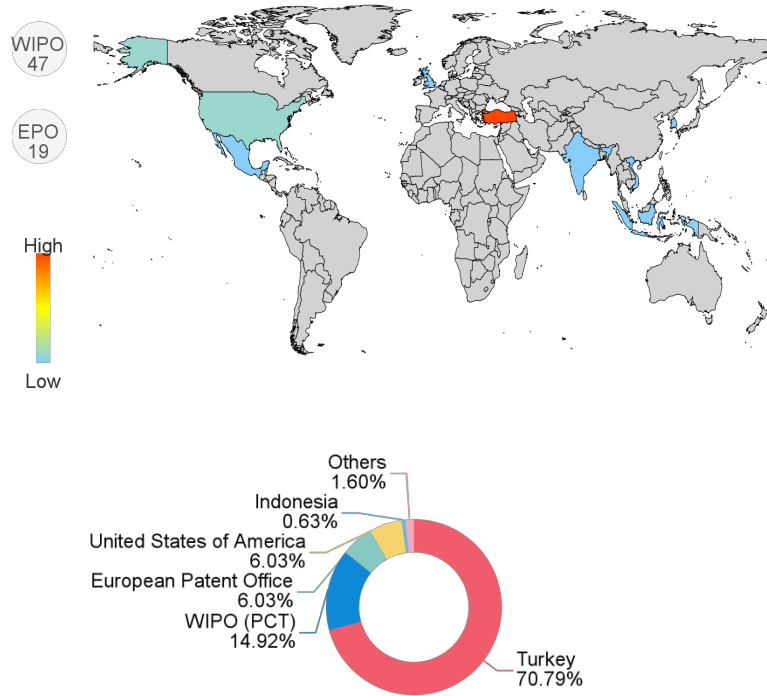 WIPO
47
EPO
19
High
Low
Others
1.60%
Indonesia
0.63%
United States of America
6.03%
European Patent Office
6.03%
WIPO (PCT)
14.92%
Turkey
70.79%